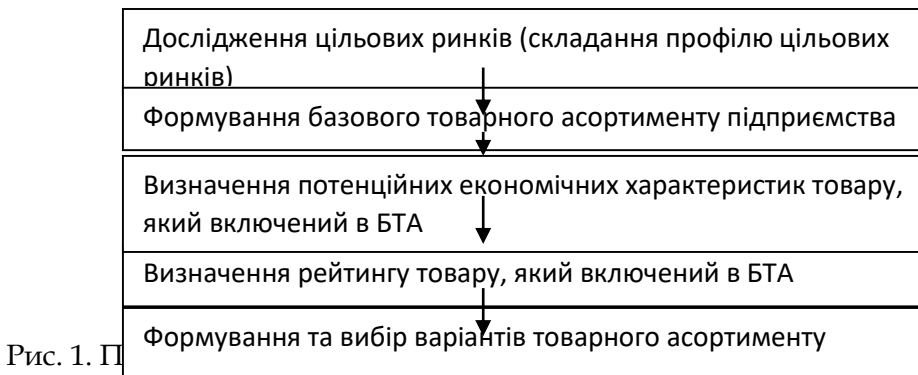 Дослідження цільових ринків (складання профілю цільових
ринків)
Формування базового товарного асортименту підприємства
Визначення потенційних економічних характеристик товару,
який включений в БТА
Визначення рейтингу товару, який включений в БТА
Формування та вибір варіантів товарного асортименту
Рис. 1. П